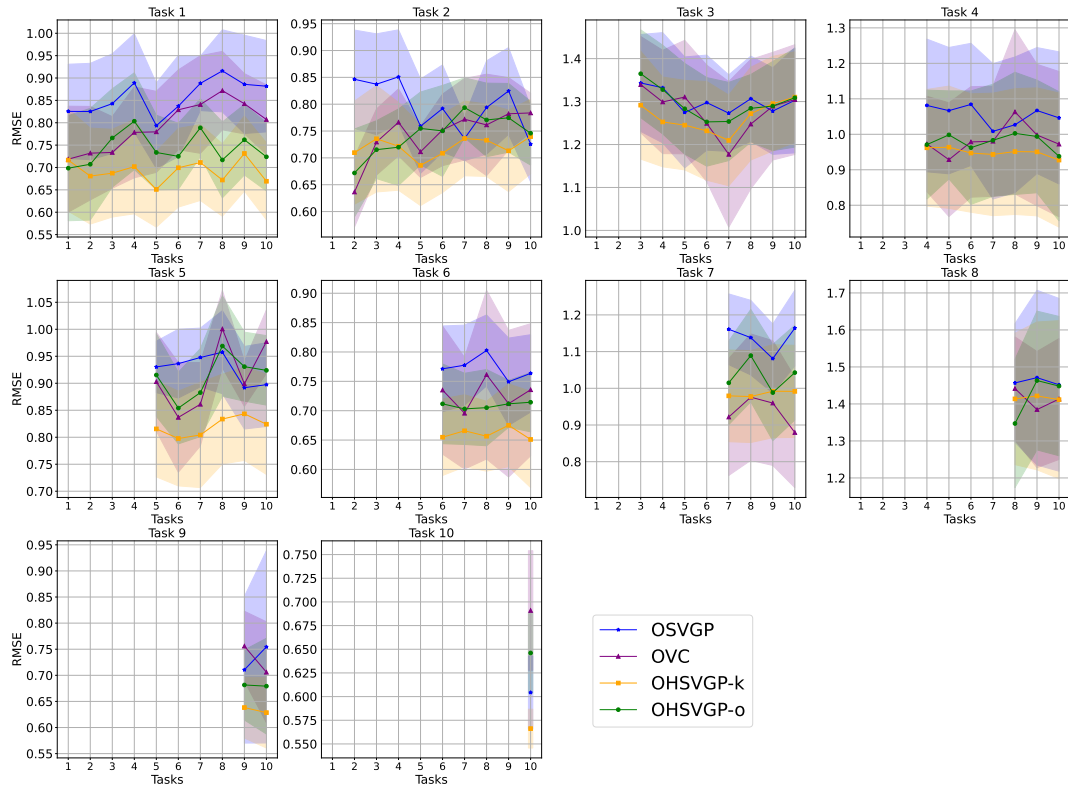 Task 1
Task 2
Task 3
Task 4
RMSE
1.00
0.95
0.90
0.85
0.80
0.75
0.70
0.65
0.60
0.55
0.95
0.90
0.85
0.80
0.75
0.70
0.65
0.60
1.4
1.3
1.2
1.1
1.0
1.3
1.2
1.1
1.0
0.9
0.8
1 2 3 4 5 6 7 8 9 10
1 2 3 4 5 6 7 8 9 10
1 2 3 4 5 6 7 8 9 10
1 2 3 4 5 6 7 8 9 10
Tasks
Tasks
Tasks
Tasks
Task 5
Task 6
Task 7
Task 8
RMSE
1.05
1.00
0.95
0.90
0.85
0.80
0.75
0.70
0.90
0.85
0.80
0.75
0.70
0.65
0.60
1.2
1.1
1.0
0.9
0.8
1.7
1.6
1.5
1.4
1.3
1.2
1 2 3 4 5 6 7 8 9 10
1 2 3 4 5 6 7 8 9 10
1 2 3 4 5 6 7 8 9 10
1 2 3 4 5 6 7 8 9 10
Tasks
Tasks
Tasks
Tasks
Task 9
Task 10
RMSE
0.95
0.90
0.85
0.80
0.75
0.70
0.65
0.60
0.55
0.750
0.725
0.700
0.675
0.650
0.625
0.600
0.575
0.550
1 2 3 4 5 6 7 8 9 10
1 2 3 4 5 6 7 8 9 10
Tasks
Tasks
OSVGP
OVC
OHSVGP-k
OHSVGP-o